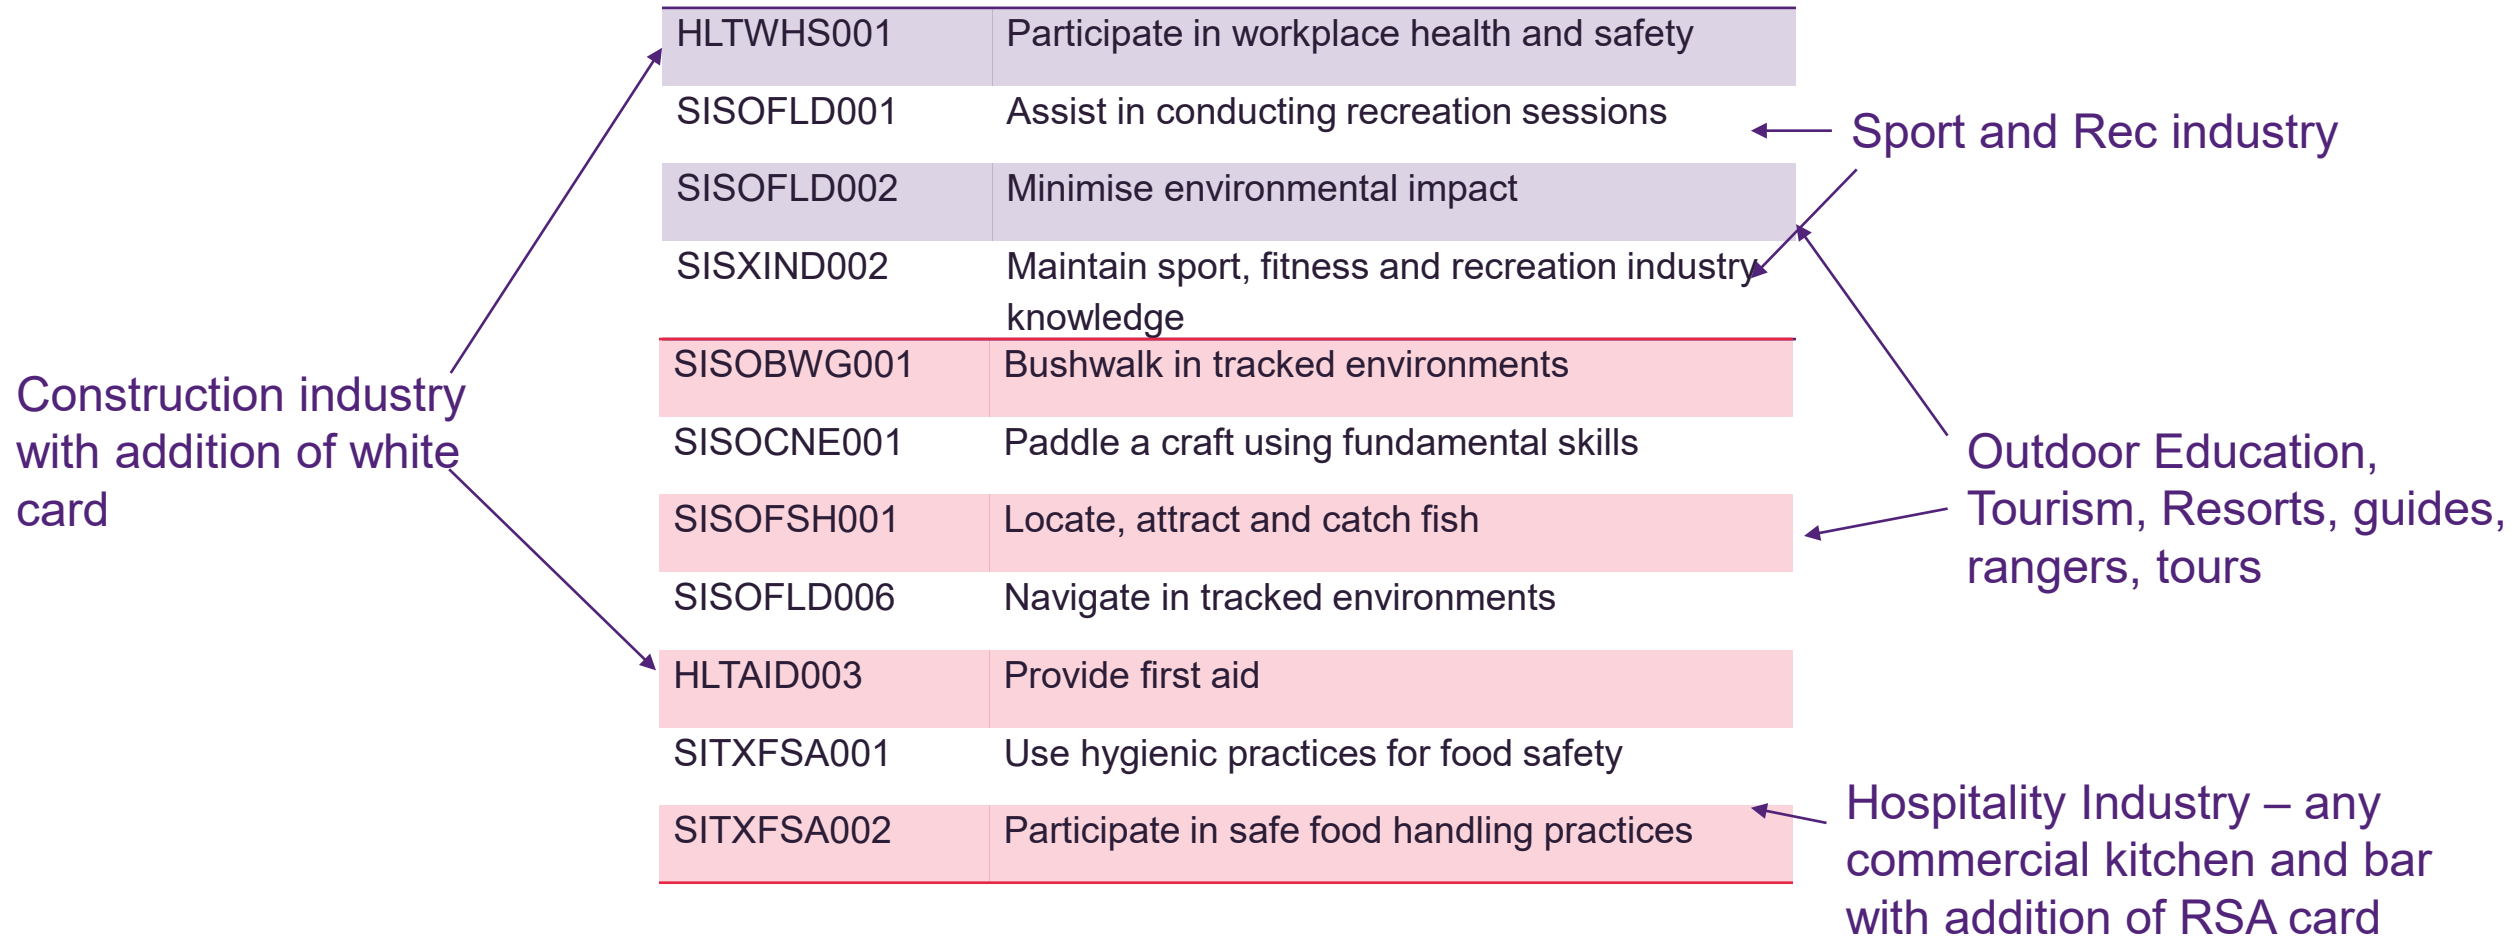 HLTWHS001 Participate in workplace health and safety
SISOFLD001 Assist in conducting recreation sessions
SISOFLD002 Minimise environmental impact
SISXIND002 Maintain sport, fitness and recreation industry
knowledge
SISOBWG001 Bushwalk in tracked environments
SISOCNE001 Paddle a craft using fundamental skills
SISOFSH001 Locate, attract and catch fish
SISOFLD006 Navigate in tracked environments
HLTAID003 Provide first aid
SITXFSA001 Use hygienic practices for food safety
SITXFSA002 Participate in safe food handling practices
Construction industry
with addition of white
card
Sport and Rec industry
Outdoor Education,
Tourism, Resorts, guides,
rangers, tours
Hospitality Industry – any
commercial kitchen and bar
with addition of RSA card